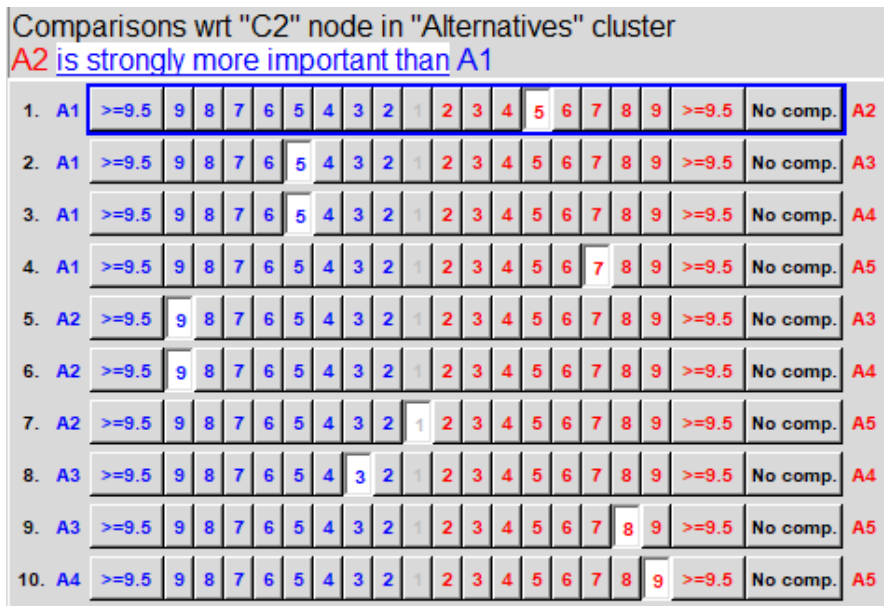 Comparisons wrt "C2" node in "Alternatives" cluster
A2 is strongly more important than A1
1. A1 >=9.5 9 8 7 6 5 4 3 2 1 2 3 4 5 6 7 8 9 >=9.5 No comp. A2
2. A1 >=9.5 9 8 7 6 5 4 3 2 1 2 3 4 5 6 7 8 9 >=9.5 No comp. A3
3. A1 >=9.5 9 8 7 6 5 4 3 2 1 2 3 4 5 6 7 8 9 >=9.5 No comp. A4
4. A1 >=9.5 9 8 7 6 5 4 3 2 1 2 3 4 5 6 7 8 9 >=9.5 No comp. A5
5. A2 >=9.5 9 8 7 6 5 4 3 2 1 2 3 4 5 6 7 8 9 >=9.5 No comp. A3
6. A2 >=9.5 9 8 7 6 5 4 3 2 1 2 3 4 5 6 7 8 9 >=9.5 No comp. A4
7. A2 >=9.5 9 8 7 6 5 4 3 2 1 2 3 4 5 6 7 8 9 >=9.5 No comp. A5
8. A3 >=9.5 9 8 7 6 5 4 3 2 1 2 3 4 5 6 7 8 9 >=9.5 No comp. A4
9. A3 >=9.5 9 8 7 6 5 4 3 2 1 2 3 4 5 6 7 8 9 >=9.5 No comp. A5
10. A4 >=9.5 9 8 7 6 5 4 3 2 1 2 3 4 5 6 7 8 9 >=9.5 No comp. A5